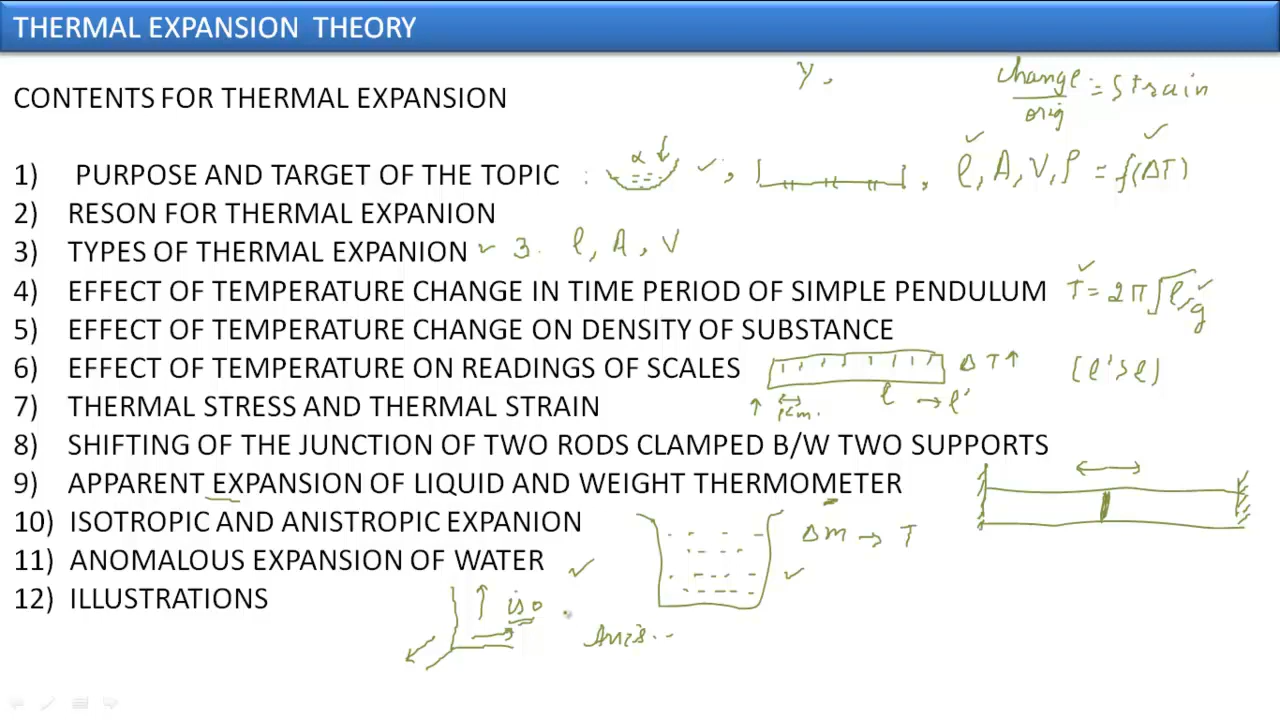 THERMAL EXPANSION THEORY
Y,
change / orig = Strain
CONTENTS FOR THERMAL EXPANSION
1) PURPOSE AND TARGET OF THE TOPIC : α , , ℓ, A, V, ρ = f(ΔT)
2) RESON FOR THERMAL EXPANION
3) TYPES OF THERMAL EXPANION ✓ 3. ℓ, A, V
4) EFFECT OF TEMPERATURE CHANGE IN TIME PERIOD OF SIMPLE PENDULUM T = 2π√ℓ/g
5) EFFECT OF TEMPERATURE CHANGE ON DENSITY OF SUBSTANCE
6) EFFECT OF TEMPERATURE ON READINGS OF SCALES ΔT↑ (ℓ'>ℓ)
ℓ → ℓ'
7) THERMAL STRESS AND THERMAL STRAIN ↑ 1cm.
8) SHIFTING OF THE JUNCTION OF TWO RODS CLAMPED B/W TWO SUPPORTS
9) APPARENT EXPANSION OF LIQUID AND WEIGHT THERMOMETER
10) ISOTROPIC AND ANISTROPIC EXPANION Δm → T
11) ANOMALOUS EXPANSION OF WATER ✓
12) ILLUSTRATIONS iso
Anis..